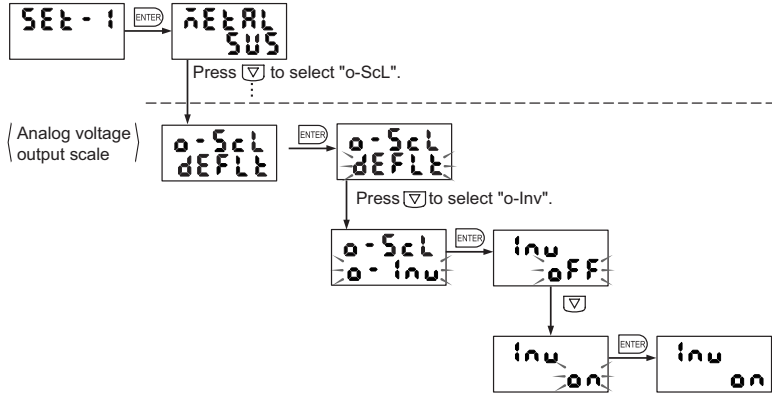 SEt - 1
ENTER
mEtAL
SUS
Press ▽ to select "o-ScL".
Analog voltage
output scale
o-ScL
dEFLt
ENTER
o-ScL
dEFLt
Press ▽ to select "o-Inv".
o-ScL
o-Inv
ENTER
Inv
oFF
▽
Inv
on
ENTER
Inv
on